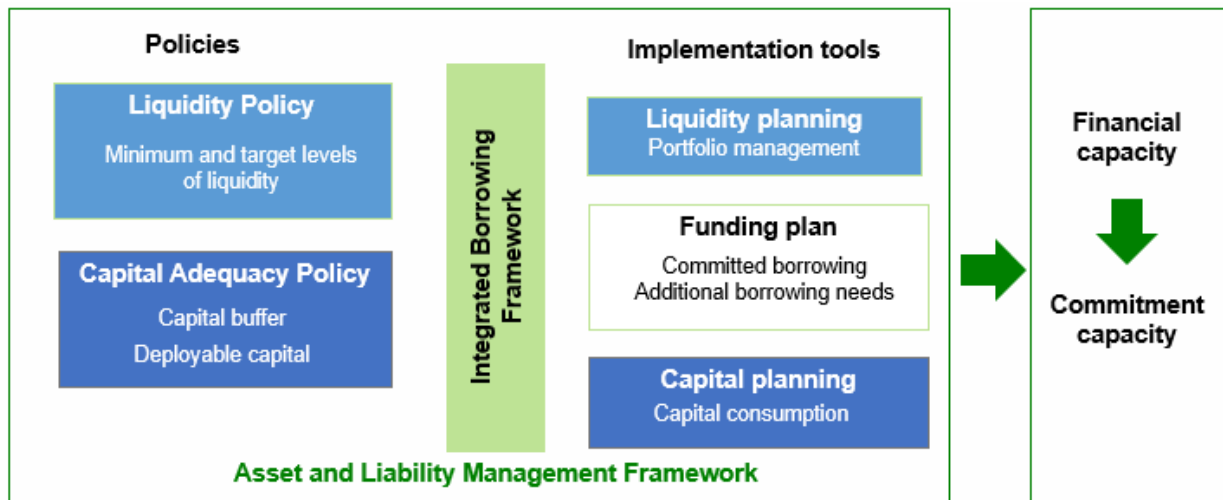 Policies
Liquidity Policy
Minimum and target levels
of liquidity
Capital Adequacy Policy
Capital buffer
Deployable capital
Integrated Borrowing
Framework
Implementation tools
Liquidity planning
Portfolio management
Funding plan
Committed borrowing
Additional borrowing needs
Capital planning
Capital consumption
Asset and Liability Management Framework
Financial
capacity
Commitment
capacity